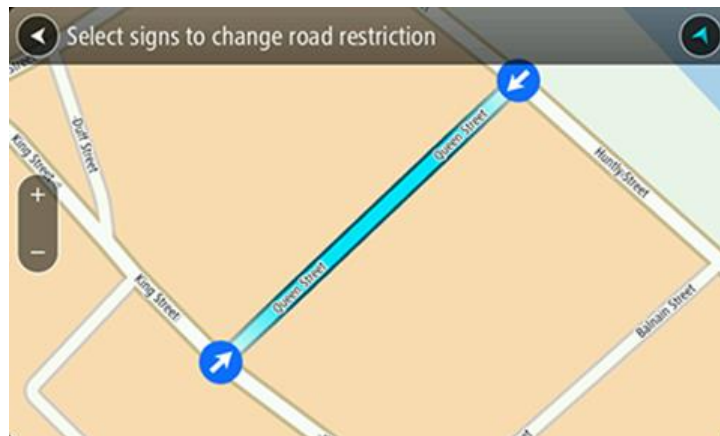 Select signs to change road restriction
Street
Duff Street
King Street
Queen Street
Huntly Street
+
−
Queen Street
King Street
Balnain Street